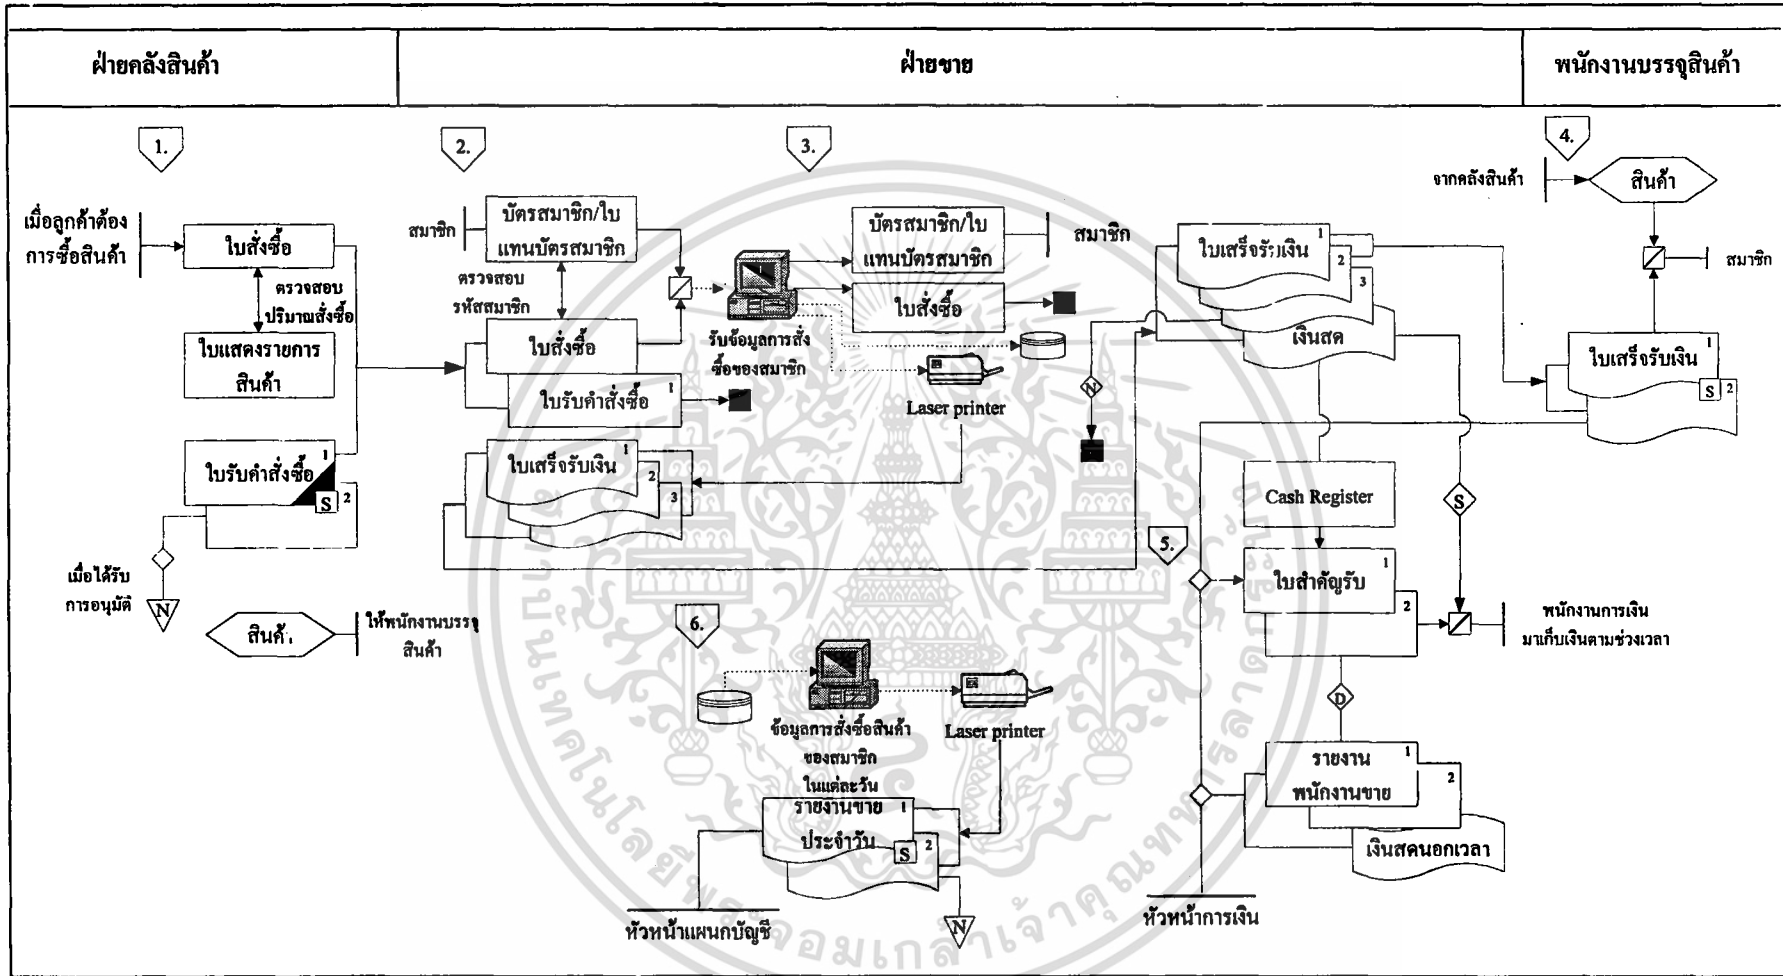 ฝ่ายคลังสินค้า
ฝ่ายขาย
พนักงานบรรจุสินค้า
1.
เมื่อลูกค้าต้อง
การซื้อสินค้า
ใบสั่งซื้อ
ตรวจสอบ
ปริมาณสั่งซื้อ
ใบแสดงรายการ
สินค้า
ใบรับคำสั่งซื้อ
1
S
2
เมื่อได้รับ
การอนุมัติ
N
สินค้า
ให้พนักงานบรรจุ
สินค้า
2.
สมาชิก
บัตรสมาชิก/ใบ
แทนบัตรสมาชิก
ตรวจสอบ
รหัสสมาชิก
ใบสั่งซื้อ
ใบรับคำสั่งซื้อ
1
ใบเสร็จรับเงิน
1
2
3
3.
รับข้อมูลการสั่ง
ซื้อของสมาชิก
บัตรสมาชิก/ใบ
แทนบัตรสมาชิก
สมาชิก
ใบสั่งซื้อ
Laser printer
ใบเสร็จรับเงิน
1
2
3
เงินสด
N
S
Cash Register
4.
จากคลังสินค้า
สินค้า
สมาชิก
ใบเสร็จรับเงิน
1
S
2
5.
ใบสำคัญรับ
1
2
พนักงานการเงิน
มาเก็บเงินตามช่วงเวลา
D
รายงาน
พนักงานขาย
1
2
เงินสดนอกเวลา
หัวหน้าการเงิน
6.
ข้อมูลการสั่งซื้อสินค้า
ของสมาชิก
ในแต่ละวัน
Laser printer
รายงานขาย
ประจำวัน
1
S
2
N
หัวหน้าแผนกบัญชี